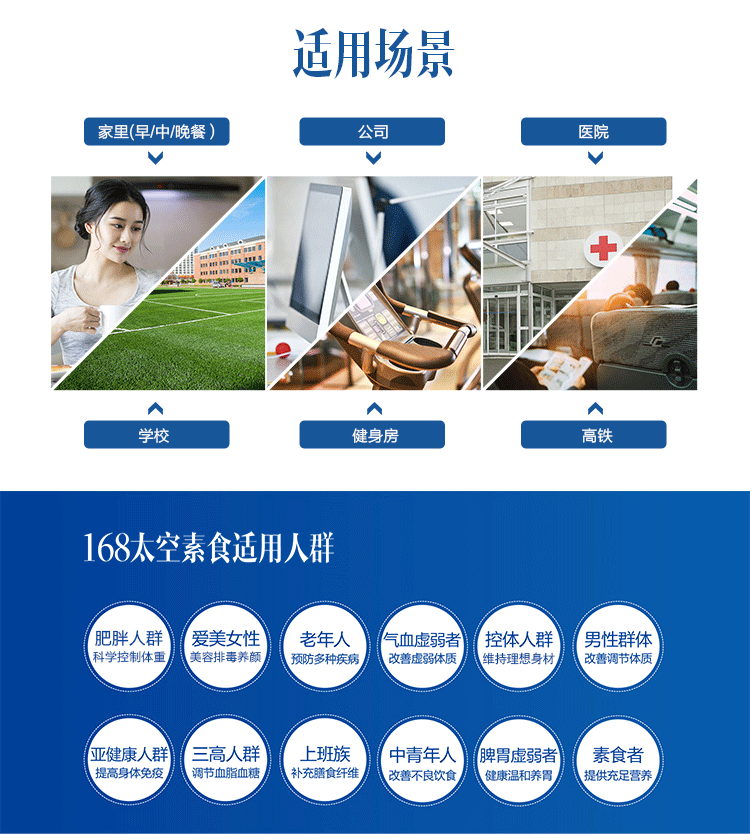 适用场景
家里(早/中/晚餐)
公司
医院
学校
健身房
高铁
168太空素食适用人群
肥胖人群
科学控制体重
爱美女性
美容排毒养颜
老年人
预防多种疾病
气血虚弱者
改善虚弱体质
控体人群
维持理想身材
男性群体
改善调节体质
亚健康人群
提高身体免疫
三高人群
调节血脂血糖
上班族
补充膳食纤维
中青年人
改善不良饮食
脾胃虚弱者
健康温和养胃
素食者
提供充足营养